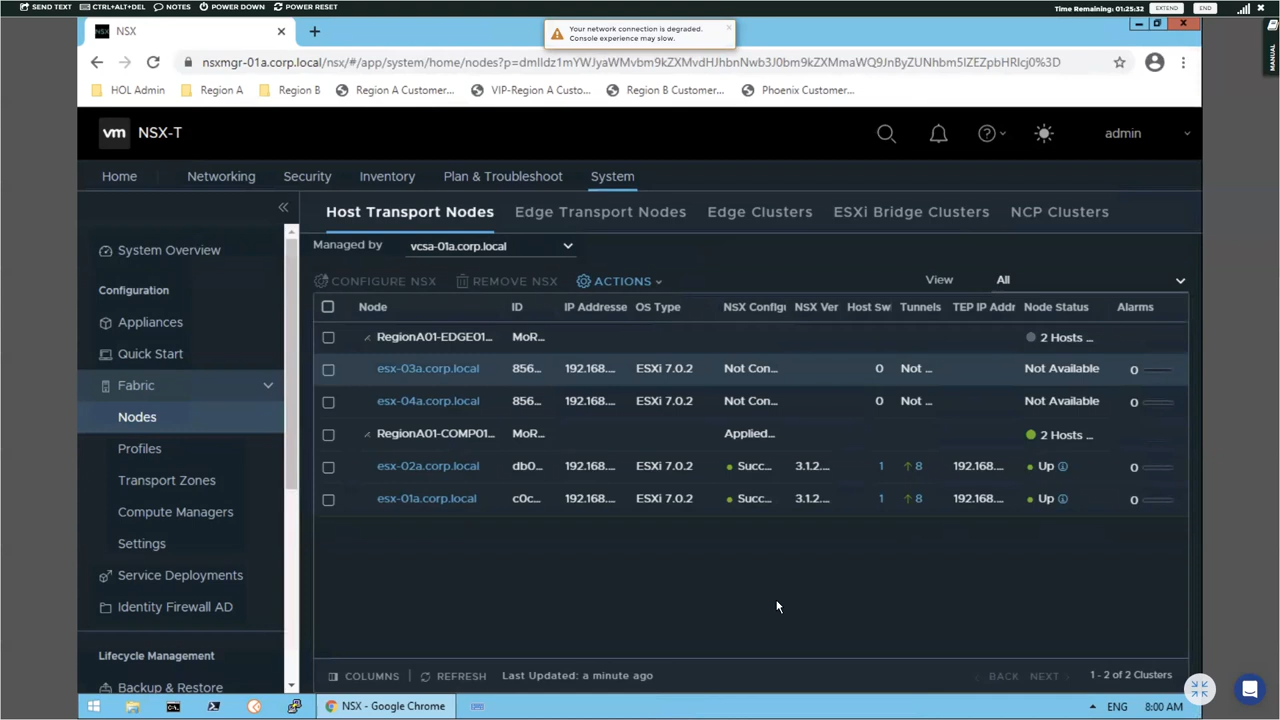 SEND TEXT CTRL+ALT+DEL NOTES POWER DOWN POWER RESET Time Remaining: 01:25:32 EXTEND END
MANUAL
Your network connection is degraded.
Console experience may slow.
NSX
nsxmgr-01a.corp.local/nsx/#/app/system/home/nodes?p=
HOL Admin Region A Region B Region A Customer... VIP-Region A Custo... Region B Customer... Phoenix Customer...
vm NSX-T admin
Home Networking Security Inventory Plan & Troubleshoot System
Host Transport Nodes Edge Transport Nodes Edge Clusters ESXi Bridge Clusters NCP Clusters
Managed by vcsa-01a.corp.local
CONFIGURE NSX REMOVE NSX ACTIONS View All
Node ID IP Addresse OS Type NSX Configu NSX Ver Host Sw Tunnels TEP IP Addr Node Status Alarms
RegionA01-EDGE01... MoR... 2 Hosts ...
esx-03a.corp.local 856... 192.168.... ESXi 7.0.2 Not Con... 0 Not ... Not Available 0
esx-04a.corp.local 856... 192.168.... ESXi 7.0.2 Not Con... 0 Not ... Not Available 0
RegionA01-COMP01... MoR... Applied... 2 Hosts ...
esx-02a.corp.local db0... 192.168.... ESXi 7.0.2 Succ... 3.1.2.... 1 8 192.168.... Up 0
esx-01a.corp.local c0c... 192.168.... ESXi 7.0.2 Succ... 3.1.2.... 1 8 192.168.... Up 0
System Overview
Configuration
Appliances
Quick Start
Fabric
Nodes
Profiles
Transport Zones
Compute Managers
Settings
Service Deployments
Identity Firewall AD
Lifecycle Management
Backup & Restore
COLUMNS REFRESH Last Updated: a minute ago BACK NEXT 1 - 2 of 2 Clusters
NSX - Google Chrome ENG 8:00 AM